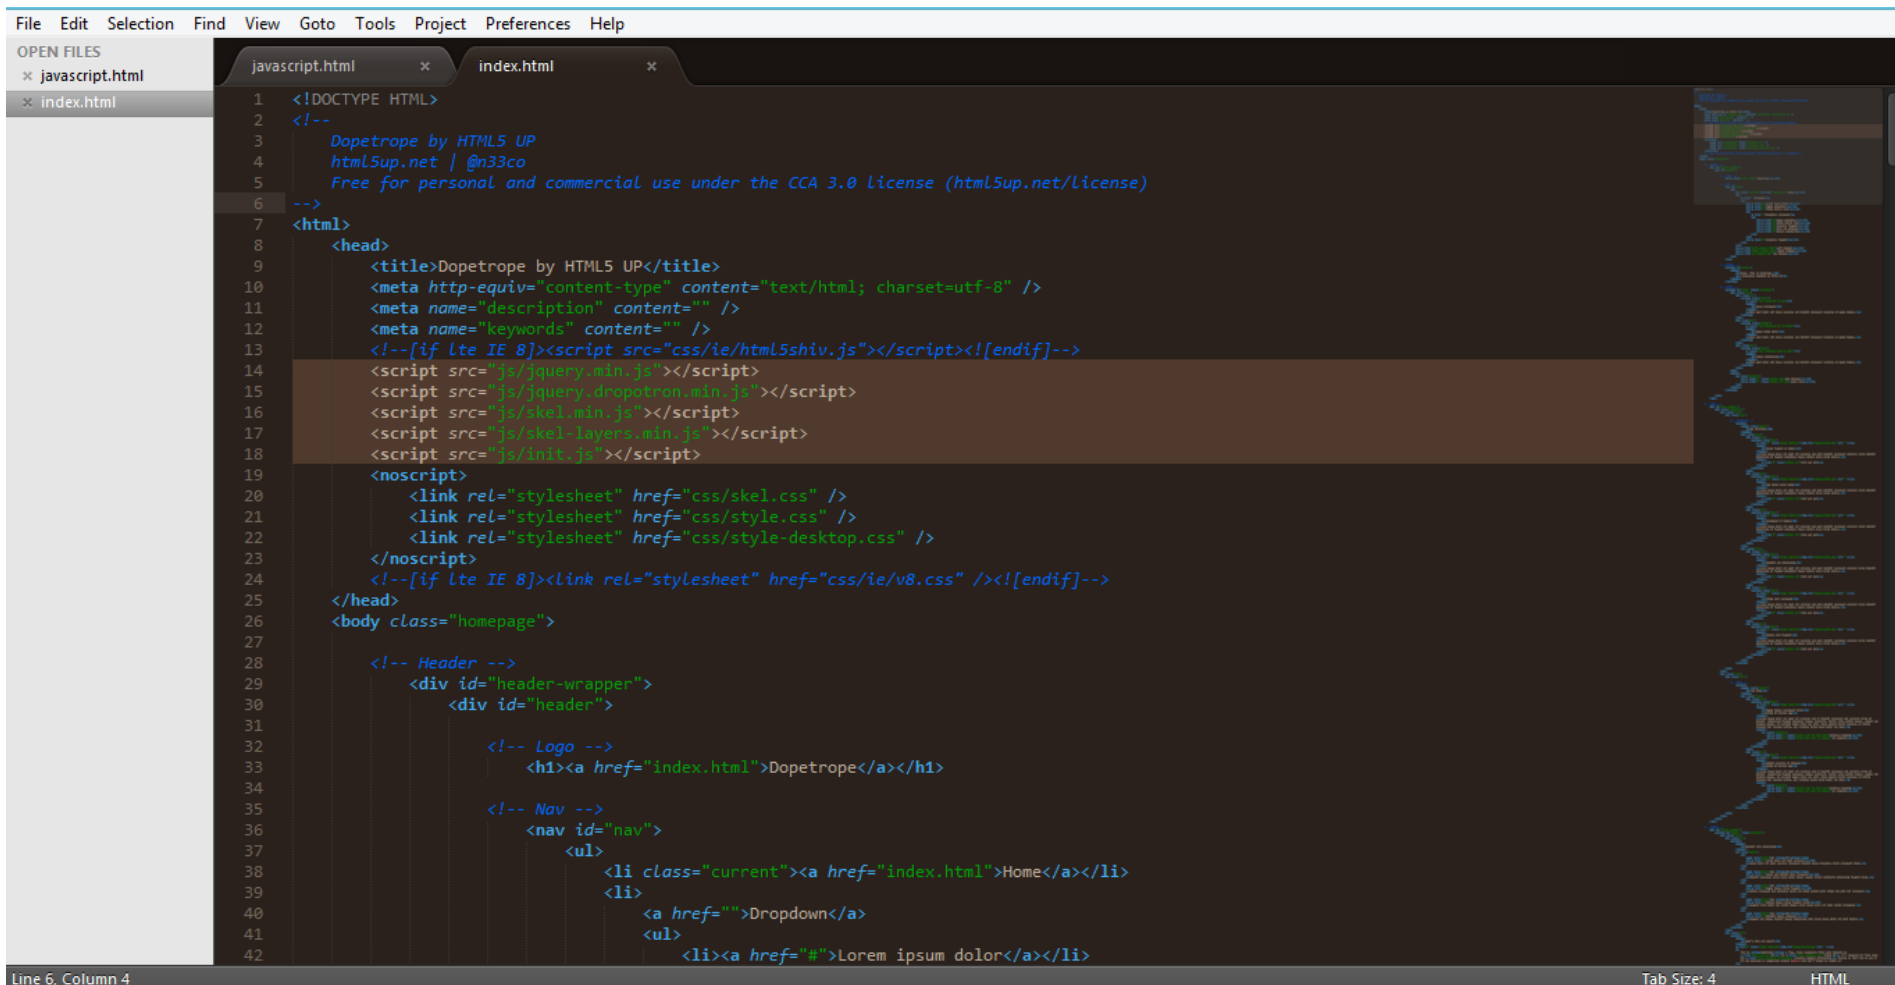 File Edit Selection Find View Goto Tools Project Preferences Help
OPEN FILES
javascript.html
index.html
javascript.html
index.html
1 <!DOCTYPE HTML>
2 <!--
3 Dopetrope by HTML5 UP
4 html5up.net | @n33co
5 Free for personal and commercial use under the CCA 3.0 license (html5up.net/license)
6 -->
7 <html>
8 <head>
9 <title>Dopetrope by HTML5 UP</title>
10 <meta http-equiv="content-type" content="text/html; charset=utf-8" />
11 <meta name="description" content="" />
12 <meta name="keywords" content="" />
13 <!--[if lte IE 8]><script src="css/ie/html5shiv.js"></script><![endif]-->
14 <script src="js/jquery.min.js"></script>
15 <script src="js/jquery.dropotron.min.js"></script>
16 <script src="js/skel.min.js"></script>
17 <script src="js/skel-layers.min.js"></script>
18 <script src="js/init.js"></script>
19 <noscript>
20 <link rel="stylesheet" href="css/skel.css" />
21 <link rel="stylesheet" href="css/style.css" />
22 <link rel="stylesheet" href="css/style-desktop.css" />
23 </noscript>
24 <!--[if lte IE 8]><link rel="stylesheet" href="css/ie/v8.css" /><![endif]-->
25 </head>
26 <body class="homepage">
27
28 <!-- Header -->
29 <div id="header-wrapper">
30 <div id="header">
31
32 <!-- Logo -->
33 <h1><a href="index.html">Dopetrope</a></h1>
34
35 <!-- Nav -->
36 <nav id="nav">
37 <ul>
38 <li class="current"><a href="index.html">Home</a></li>
39 <li>
40 <a href="">Dropdown</a>
41 <ul>
42 <li><a href="#">Lorem ipsum dolor</a></li>
Line 6, Column 4
Tab Size: 4
HTML